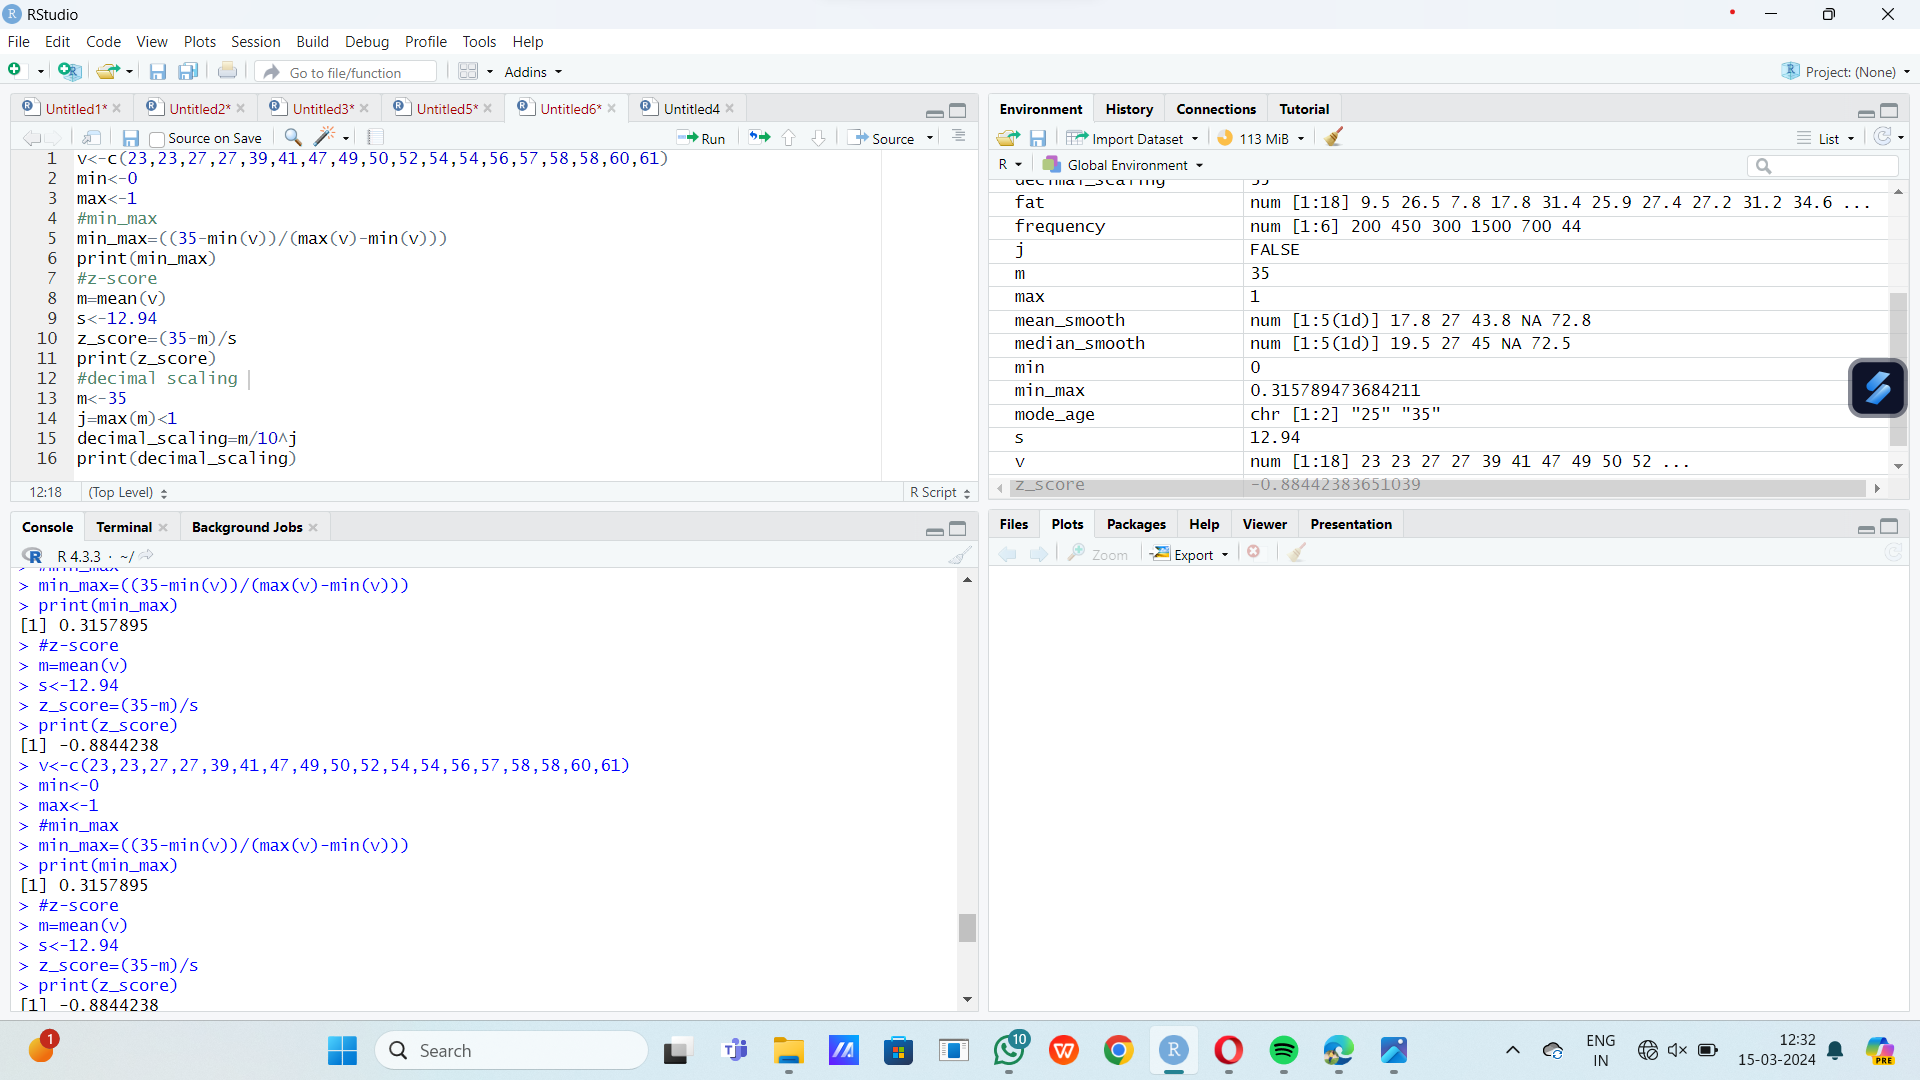 RStudio
File Edit Code View Plots Session Build Debug Profile Tools Help
Go to file/function Addins Project: (None)
Untitled1* Untitled2* Untitled3* Untitled5* Untitled6* Untitled4
Source on Save Run Source
1 v<-c(23,23,27,27,39,41,47,49,50,52,54,54,56,57,58,58,60,61)
2 min<-0
3 max<-1
4 #min_max
5 min_max=((35-min(v))/(max(v)-min(v)))
6 print(min_max)
7 #z-score
8 m=mean(v)
9 s<-12.94
10 z_score=(35-m)/s
11 print(z_score)
12 #decimal scaling
13 m<-35
14 j=max(m)<1
15 decimal_scaling=m/10^j
16 print(decimal_scaling)
12:18 (Top Level) R Script
Console Terminal Background Jobs
R R 4.3.3 · ~/
> #min_max
> min_max=((35-min(v))/(max(v)-min(v)))
> print(min_max)
[1] 0.3157895
> #z-score
> m=mean(v)
> s<-12.94
> z_score=(35-m)/s
> print(z_score)
[1] -0.8844238
> v<-c(23,23,27,27,39,41,47,49,50,52,54,54,56,57,58,58,60,61)
> min<-0
> max<-1
> #min_max
> min_max=((35-min(v))/(max(v)-min(v)))
> print(min_max)
[1] 0.3157895
> #z-score
> m=mean(v)
> s<-12.94
> z_score=(35-m)/s
> print(z_score)
[1] -0.8844238
Environment History Connections Tutorial
Import Dataset 113 MiB List
R Global Environment
decimal_scaling 35
fat num [1:18] 9.5 26.5 7.8 17.8 31.4 25.9 27.4 27.2 31.2 34.6 ...
frequency num [1:6] 200 450 300 1500 700 44
j FALSE
m 35
max 1
mean_smooth num [1:5(1d)] 17.8 27 43.8 NA 72.8
median_smooth num [1:5(1d)] 19.5 27 45 NA 72.5
min 0
min_max 0.315789473684211
mode_age chr [1:2] "25" "35"
s 12.94
v num [1:18] 23 23 27 27 39 41 47 49 50 52 ...
z_score -0.88442383651039
Files Plots Packages Help Viewer Presentation
Zoom Export
1 Search 10 W R ENG 12:32
IN 15-03-2024 PRE